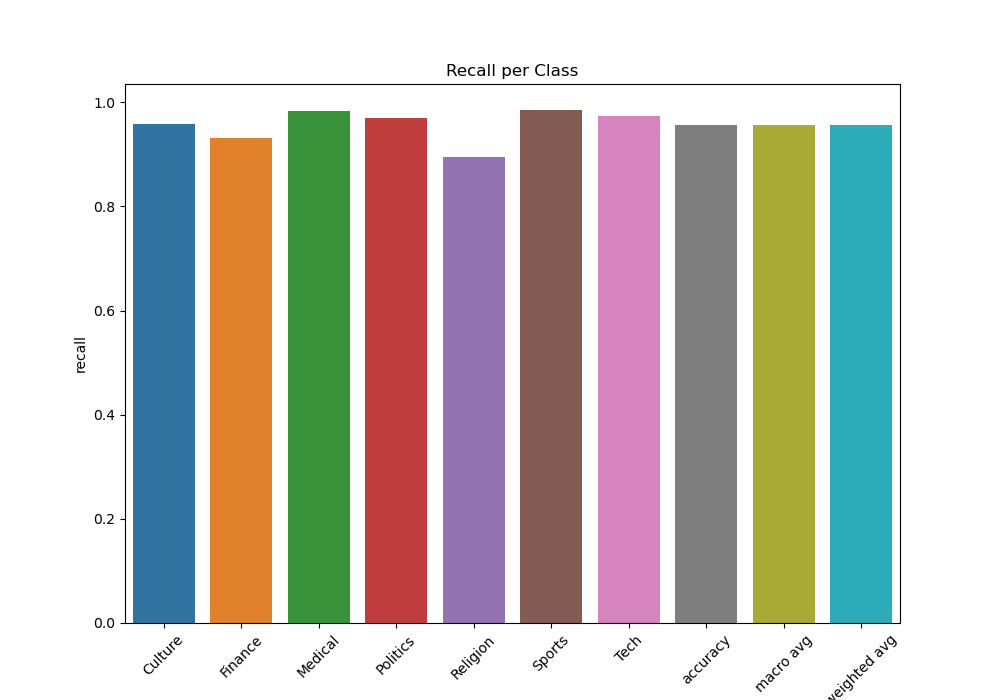 Recall per Class
1.0
0.8
0.6
0.4
0.2
0.0
recall
Culture
Finance
Medical
Politics
Religion
Sports
Tech
accuracy
macro avg
weighted avg